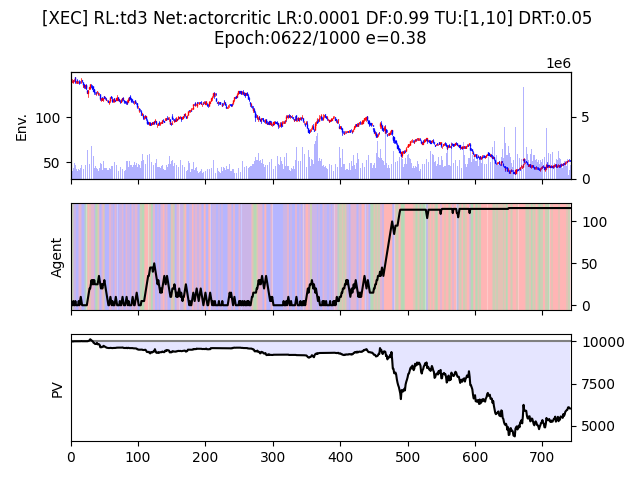 [XEC] RL:td3 Net:actorcritic LR:0.0001 DF:0.99 TU:[1,10] DRT:0.05
Epoch:0622/1000 e=0.38
1e6
Env.
100
50
5
0
Agent
100
50
0
PV
10000
7500
5000
0 100 200 300 400 500 600 700